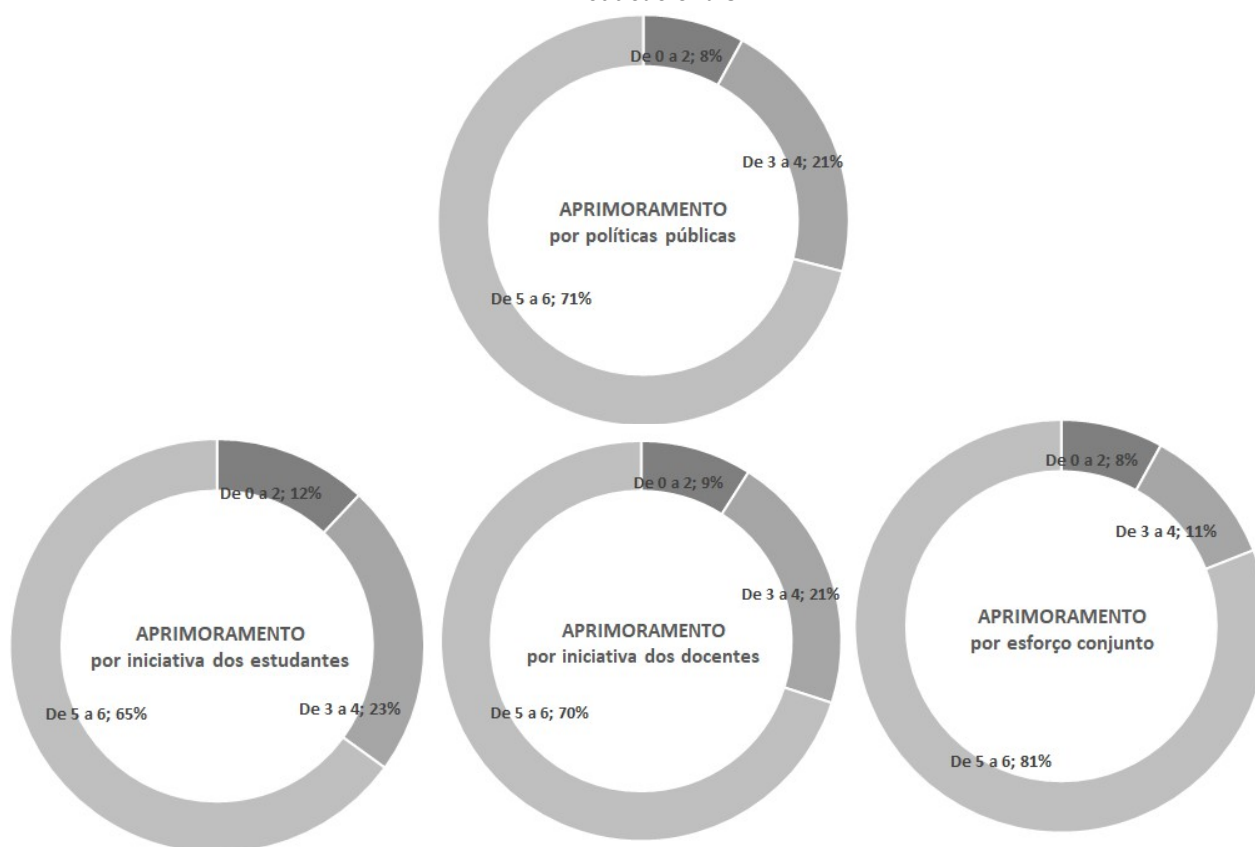 De 0 a 2; 8%
De 3 a 4; 21%
APRIMORAMENTO
por políticas públicas
De 5 a 6; 71%
De 0 a 2; 12%
APRIMORAMENTO
por iniciativa dos estudantes
De 3 a 4; 23%
De 5 a 6; 65%
De 0 a 2; 9%
De 3 a 4; 21%
APRIMORAMENTO
por iniciativa dos docentes
De 5 a 6; 70%
De 0 a 2; 8%
De 3 a 4; 11%
APRIMORAMENTO
por esforço conjunto
De 5 a 6; 81%